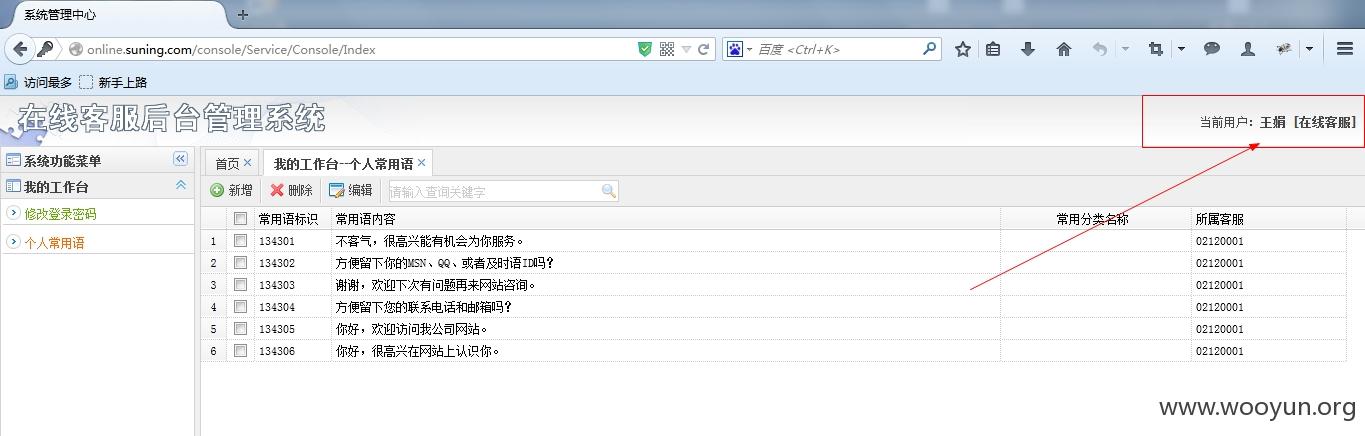 系统管理中心
online.suning.com/console/Service/Console/Index
百度 <Ctrl+K>
访问最多 新手上路
在线客服后台管理系统
当前用户：王娟 [在线客服]
系统功能菜单
我的工作台
修改登录密码
个人常用语
首页 我的工作台--个人常用语
新增 删除 编辑 请输入查询关键字
常用语标识 常用语内容 常用分类名称 所属客服
1 134301 不客气，很高兴能有机会为你服务。 02120001
2 134302 方便留下你的MSN、QQ、或者及时语ID吗？ 02120001
3 134303 谢谢，欢迎下次有问题再来网站咨询。 02120001
4 134304 方便留下您的联系电话和邮箱吗？ 02120001
5 134305 你好，欢迎访问我公司网站。 02120001
6 134306 你好，很高兴在网站上认识你。 02120001
www.wooyun.org